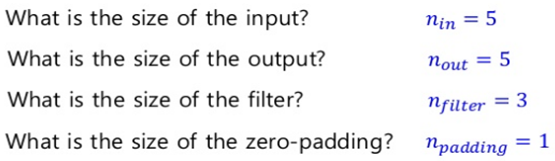 What is the size of the input? n_in = 5
What is the size of the output? n_out = 5
What is the size of the filter? n_filter = 3
What is the size of the zero-padding? n_padding = 1